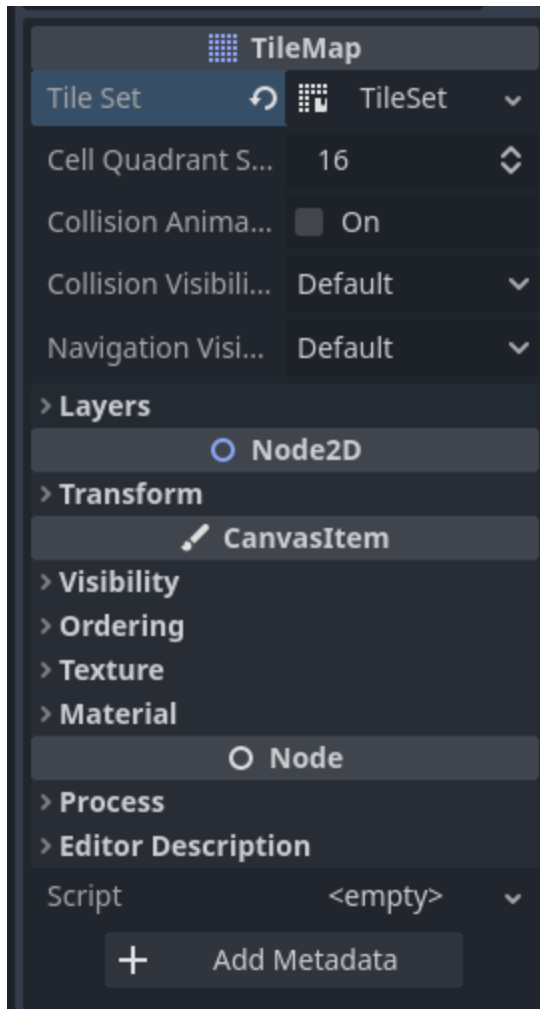 TileMap
Tile Set TileSet
Cell Quadrant S... 16
Collision Anima... On
Collision Visibili... Default
Navigation Visi... Default
Layers
Node2D
Transform
CanvasItem
Visibility
Ordering
Texture
Material
Node
Process
Editor Description
Script <empty>
Add Metadata